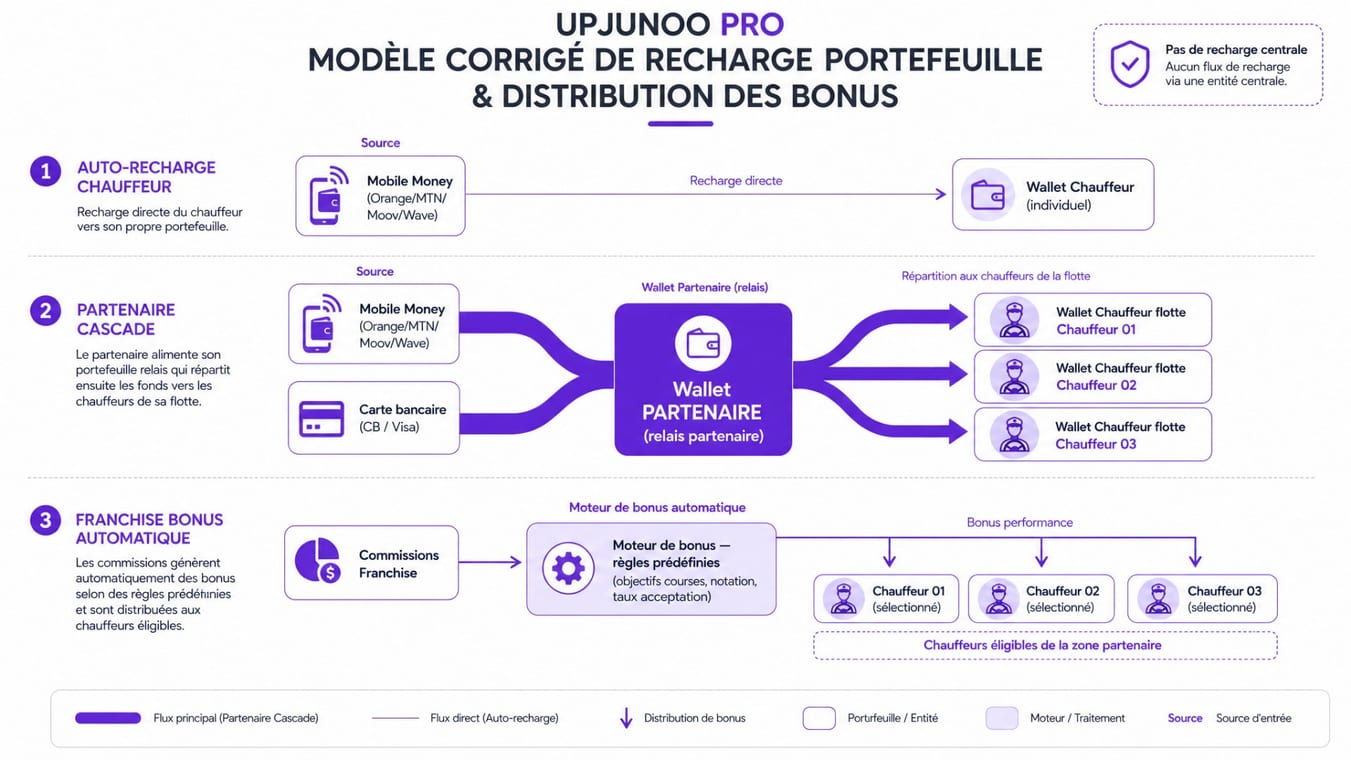 UPJUNOO PRO
MODÈLE CORRIGÉ DE RECHARGE PORTEFEUILLE
& DISTRIBUTION DES BONUS
Pas de recharge centrale
Aucun flux de recharge
via une entité centrale.
1
AUTO-RECHARGE
CHAUFFEUR
Recharge directe du chauffeur
vers son propre portefeuille.
Source
Mobile Money
(Orange/MTN/
Moov/Wave)
Recharge directe
Wallet Chauffeur
(individuel)
2
PARTENAIRE
CASCADE
Le partenaire alimente son
portefeuille relais qui répartit
ensuite les fonds vers les
chauffeurs de sa flotte.
Source
Mobile Money
(Orange/MTN/
Moov/Wave)
Carte bancaire
(CB / Visa)
Wallet Partenaire (relais)
Wallet
PARTENAIRE
(relais partenaire)
Répartition aux chauffeurs de la flotte
Wallet Chauffeur flotte
Chauffeur 01
Wallet Chauffeur flotte
Chauffeur 02
Wallet Chauffeur flotte
Chauffeur 03
3
FRANCHISE BONUS
AUTOMATIQUE
Les commissions génèrent
automatiquement des bonus
selon des règles prédéhınies
et sont distribuées aux
chauffeurs éligibles.
Commissions
Franchise
$
Moteur de bonus automatique
Moteur de bonus —
règles prédéfinies
(objectifs courses, notation,
taux acceptation)
Bonus performance
Chauffeur 01
(sélectionné)
Chauffeur 02
(sélectionné)
Chauffeur 03
(sélectionné)
Chauffeurs éligibles de la zone partenaire
Flux principal (Partenaire Cascade)
Flux direct (Auto-recharge)
Distribution de bonus
Portırfeuille / Entité
Moteur / Traitement
Source
Source d'entrée